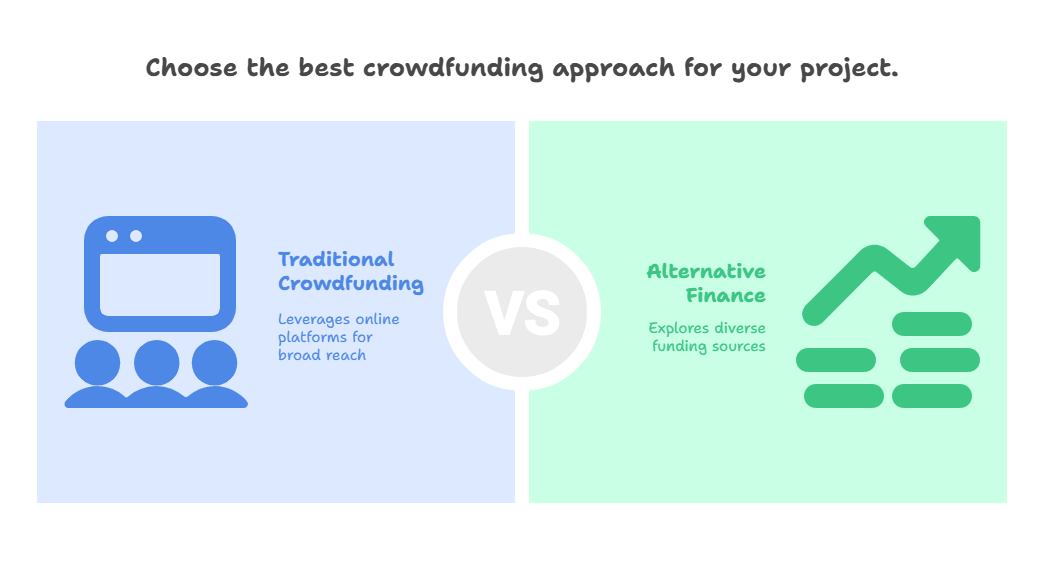 Choose the best crowdfunding approach for your project.
Traditional
Crowdfunding
Leverages online
platforms for
broad reach
VS
Alternative
Finance
Explores diverse
funding sources